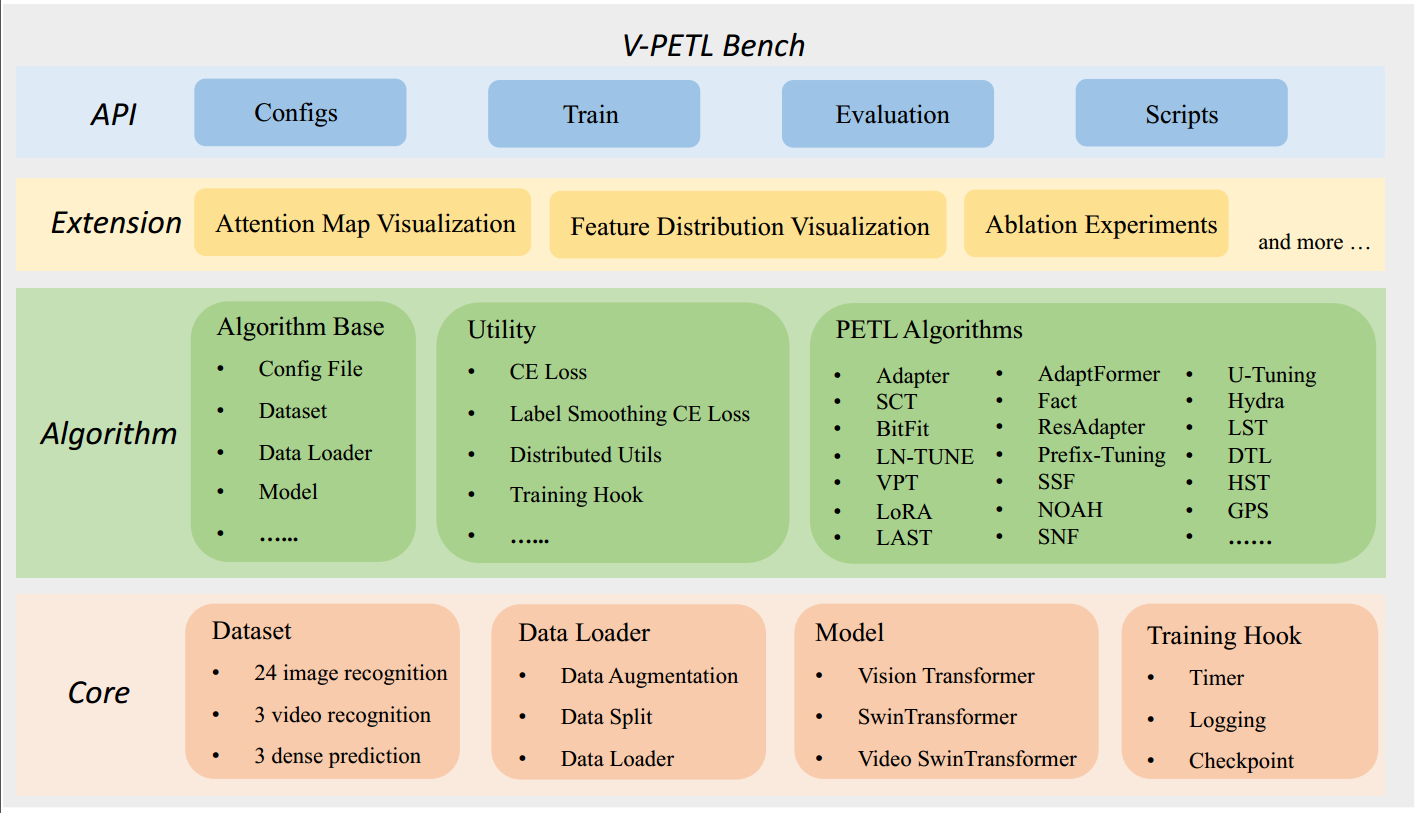 V-PETL Bench
API
Configs
Train
Evaluation
Scripts
Extension
Attention Map Visualization
Feature Distribution Visualization
Ablation Experiments
and more …
Algorithm
Algorithm Base
• Config File
• Dataset
• Data Loader
• Model
• …...
Utility
• CE Loss
• Label Smoothing CE Loss
• Distributed Utils
• Training Hook
• …...
PETL Algorithms
• Adapter
• SCT
• BitFit
• LN-TUNE
• VPT
• LoRA
• LAST
• AdaptFormer
• Fact
• ResAdapter
• Prefix-Tuning
• SSF
• NOAH
• SNF
• U-Tuning
• Hydra
• LST
• DTL
• HST
• GPS
• ……
Core
Dataset
• 24 image recognition
• 3 video recognition
• 3 dense prediction
Data Loader
• Data Augmentation
• Data Split
• Data Loader
Model
• Vision Transformer
• SwinTransformer
• Video SwinTransformer
Training Hook
• Timer
• Logging
• Checkpoint